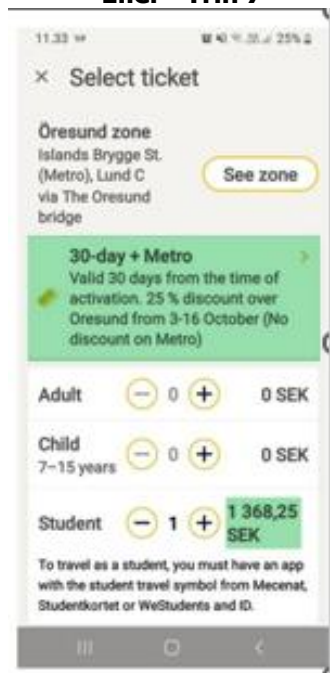 11.33
25%
× Select ticket
Öresund zone
Islands Brygge St.
(Metro), Lund C
via The Oresund
bridge
See zone
30-day + Metro
Valid 30 days from the time of
activation. 25 % discount over
Oresund from 3-16 October (No
discount on Metro)
Adult − 0 + 0 SEK
Child
7–15 years − 0 + 0 SEK
Student − 1 + 1 368,25
SEK
To travel as a student, you must have an app
with the student travel symbol from Mecenat,
Studentkortet or WeStudents and ID.